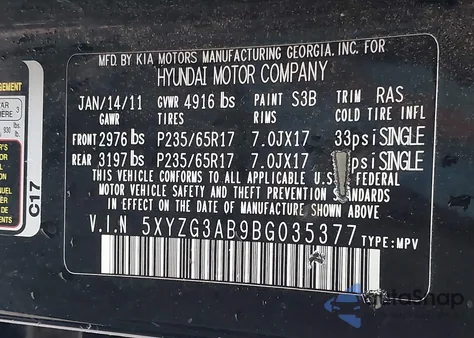 MFD. BY KIA MOTORS MANUFACTURING GEORGIA, INC. FOR
HYUNDAI MOTOR COMPANY
JAN/14/11 GVWR 4916 lbs PAINT S3B TRIM RAS
GAWR TIRES RIMS COLD TIRE INFL
FRONT 2976 lbs P235/65R17 7.0JX17 33psi SINGLE
REAR 3197 lbs P235/65R17 7.0JX17 psi SINGLE
THIS VEHICLE CONFORMS TO ALL APPLICABLE U.S. FEDERAL
MOTOR VEHICLE SAFETY AND THEFT PREVENTION STANDARDS
IN EFFECT ON THE DATE OF MANUFACTURE SHOWN ABOVE.
V.I.N 5XYZG3AB9BG035377 TYPE:MPV
C17